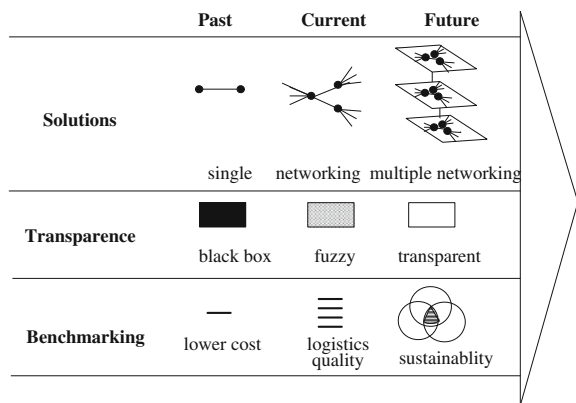 Past Current Future
Solutions
single networking multiple networking
Transparence
black box fuzzy transparent
Benchmarking
lower cost logistics quality sustainablity